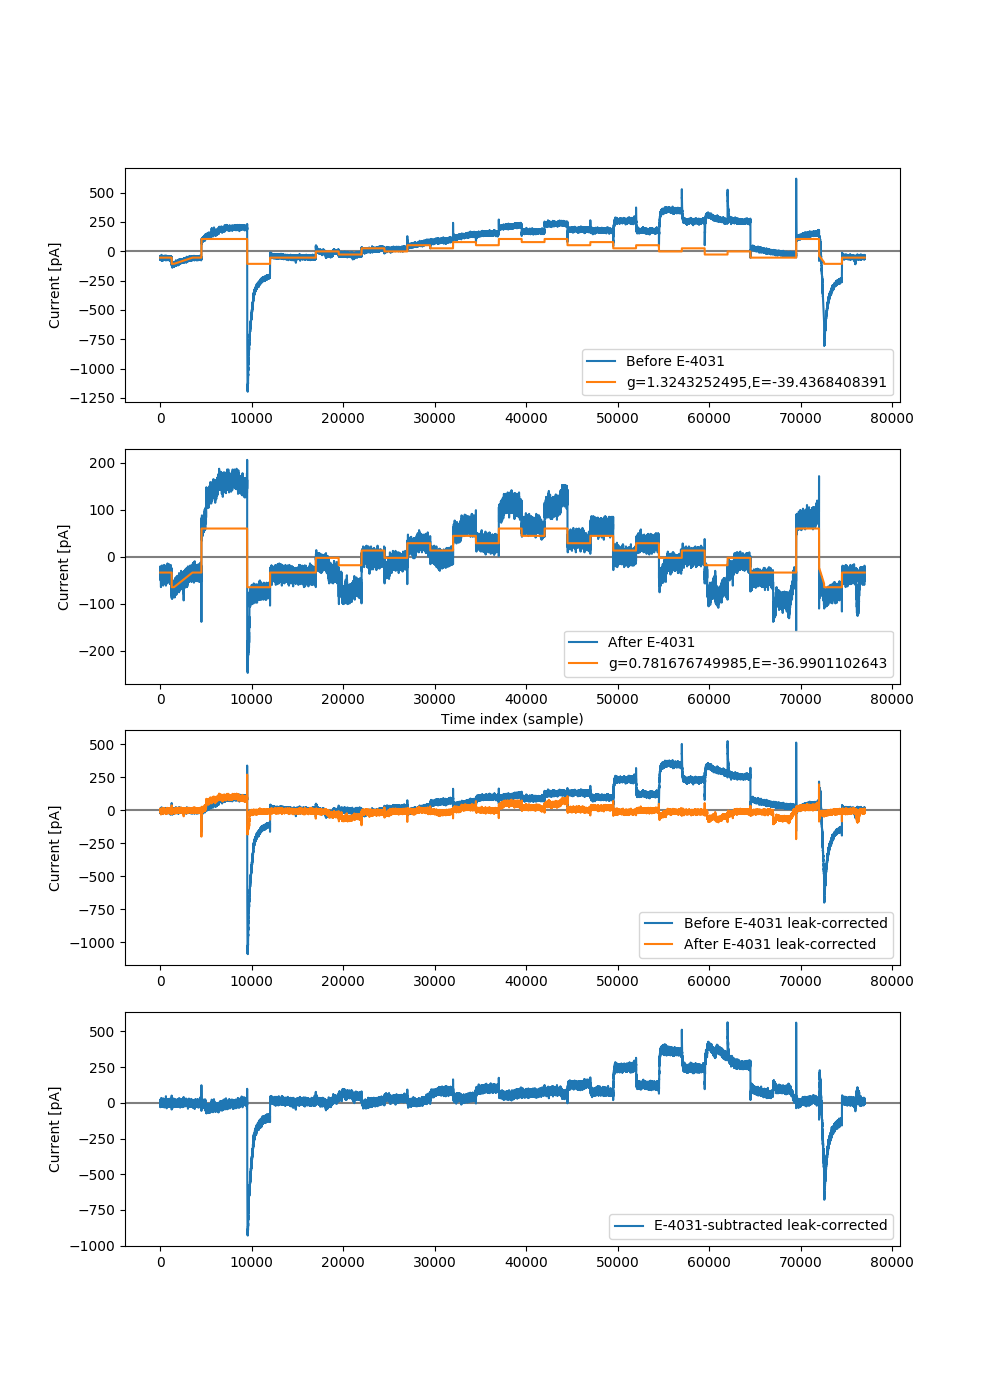 500
250
0
−250
−500
−750
−1000
−1250
Current [pA]
Before E-4031
g=1.3243252495,E=-39.4368408391
0 10000 20000 30000 40000 50000 60000 70000 80000
200
100
0
−100
−200
Current [pA]
After E-4031
g=0.781676749985,E=-36.9901102643
0 10000 20000 30000 40000 50000 60000 70000 80000
Time index (sample)
500
250
0
−250
−500
−750
−1000
Current [pA]
Before E-4031 leak-corrected
After E-4031 leak-corrected
0 10000 20000 30000 40000 50000 60000 70000 80000
500
250
0
−250
−500
−750
−1000
Current [pA]
E-4031-subtracted leak-corrected
0 10000 20000 30000 40000 50000 60000 70000 80000